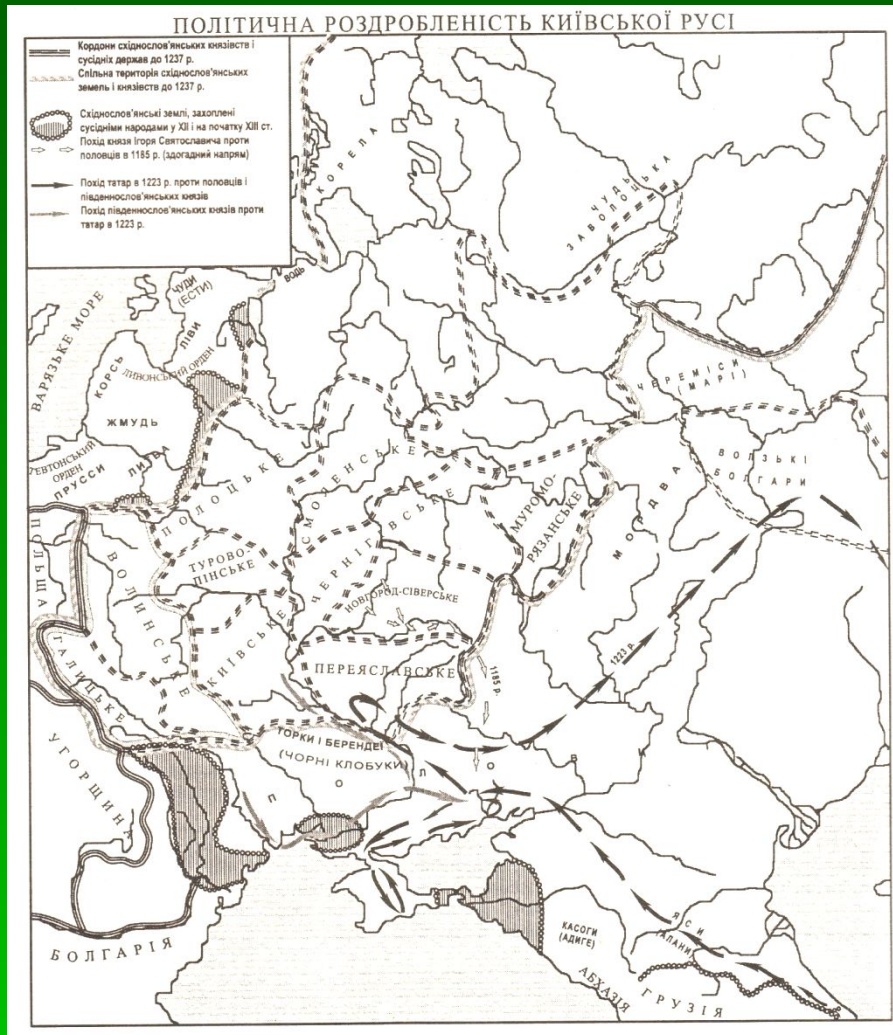 ПОЛІТИЧНА РОЗДРОБЛЕНІСТЬ КИЇВСЬКОЇ РУСІ
Кордони східнослов'янських князівств і
сусідніх держав до 1237 р.
Спільна територія східнослов'янських
земель і князівств до 1237 р.
Східнослов'янські землі, захоплені
сусідніми народами у XII і на початку XIII ст.
Похід князя Ігоря Святославича проти
половців в 1185 р. (здогадний напрям)
Похід татар в 1223 р. проти половців і
південнослов'янських князів
Похід південнослов'янських князів проти
татар в 1223 р.
КОРЕЛА
ЧУДЬ
ЗАВОЛОЦЬКА
ВОДЬ
ЧУДИ
(ЕСТИ)
ЛІВИ
ВАРЯЗЬКЕ МОРЕ
КОРСЬ
ЛИВОНСЬКИЙ ОРДЕН
ЖМУДЬ
ТЕВТОНСЬКИЙ
ОРДЕН
ПРУССИ
ЛИТВА
ЧЕРЕМІСИ
(МАРІ)
ВОЛЗЬКІ
БОЛГАРИ
МОРДВА
МУРОМО-
РЯЗАНСЬКЕ
ПОЛОЦЬКЕ
СМОЛЕНСЬКЕ
ЧЕРНІГІВСЬКЕ
ТУРОВО-
ПІНСЬКЕ
НОВГОРОД-СІВЕРСЬКЕ
ПОЛЬЩА
ВОЛИНСЬКЕ
КИЇВСЬКЕ
ПЕРЕЯСЛАВСЬКЕ
ГАЛИЦЬКЕ
1185 р.
1223 р.
ТОРКИ І БЕРЕНДЕЇ
(ЧОРНІ КЛОБУКИ)
П О Л О В
УГОРЩИНА
БОЛГАРІЯ
КАСОГИ
(АДИГЕ)
ЯСИ
АЛАНИ
АБХАЗІЯ
ГРУЗІЯ